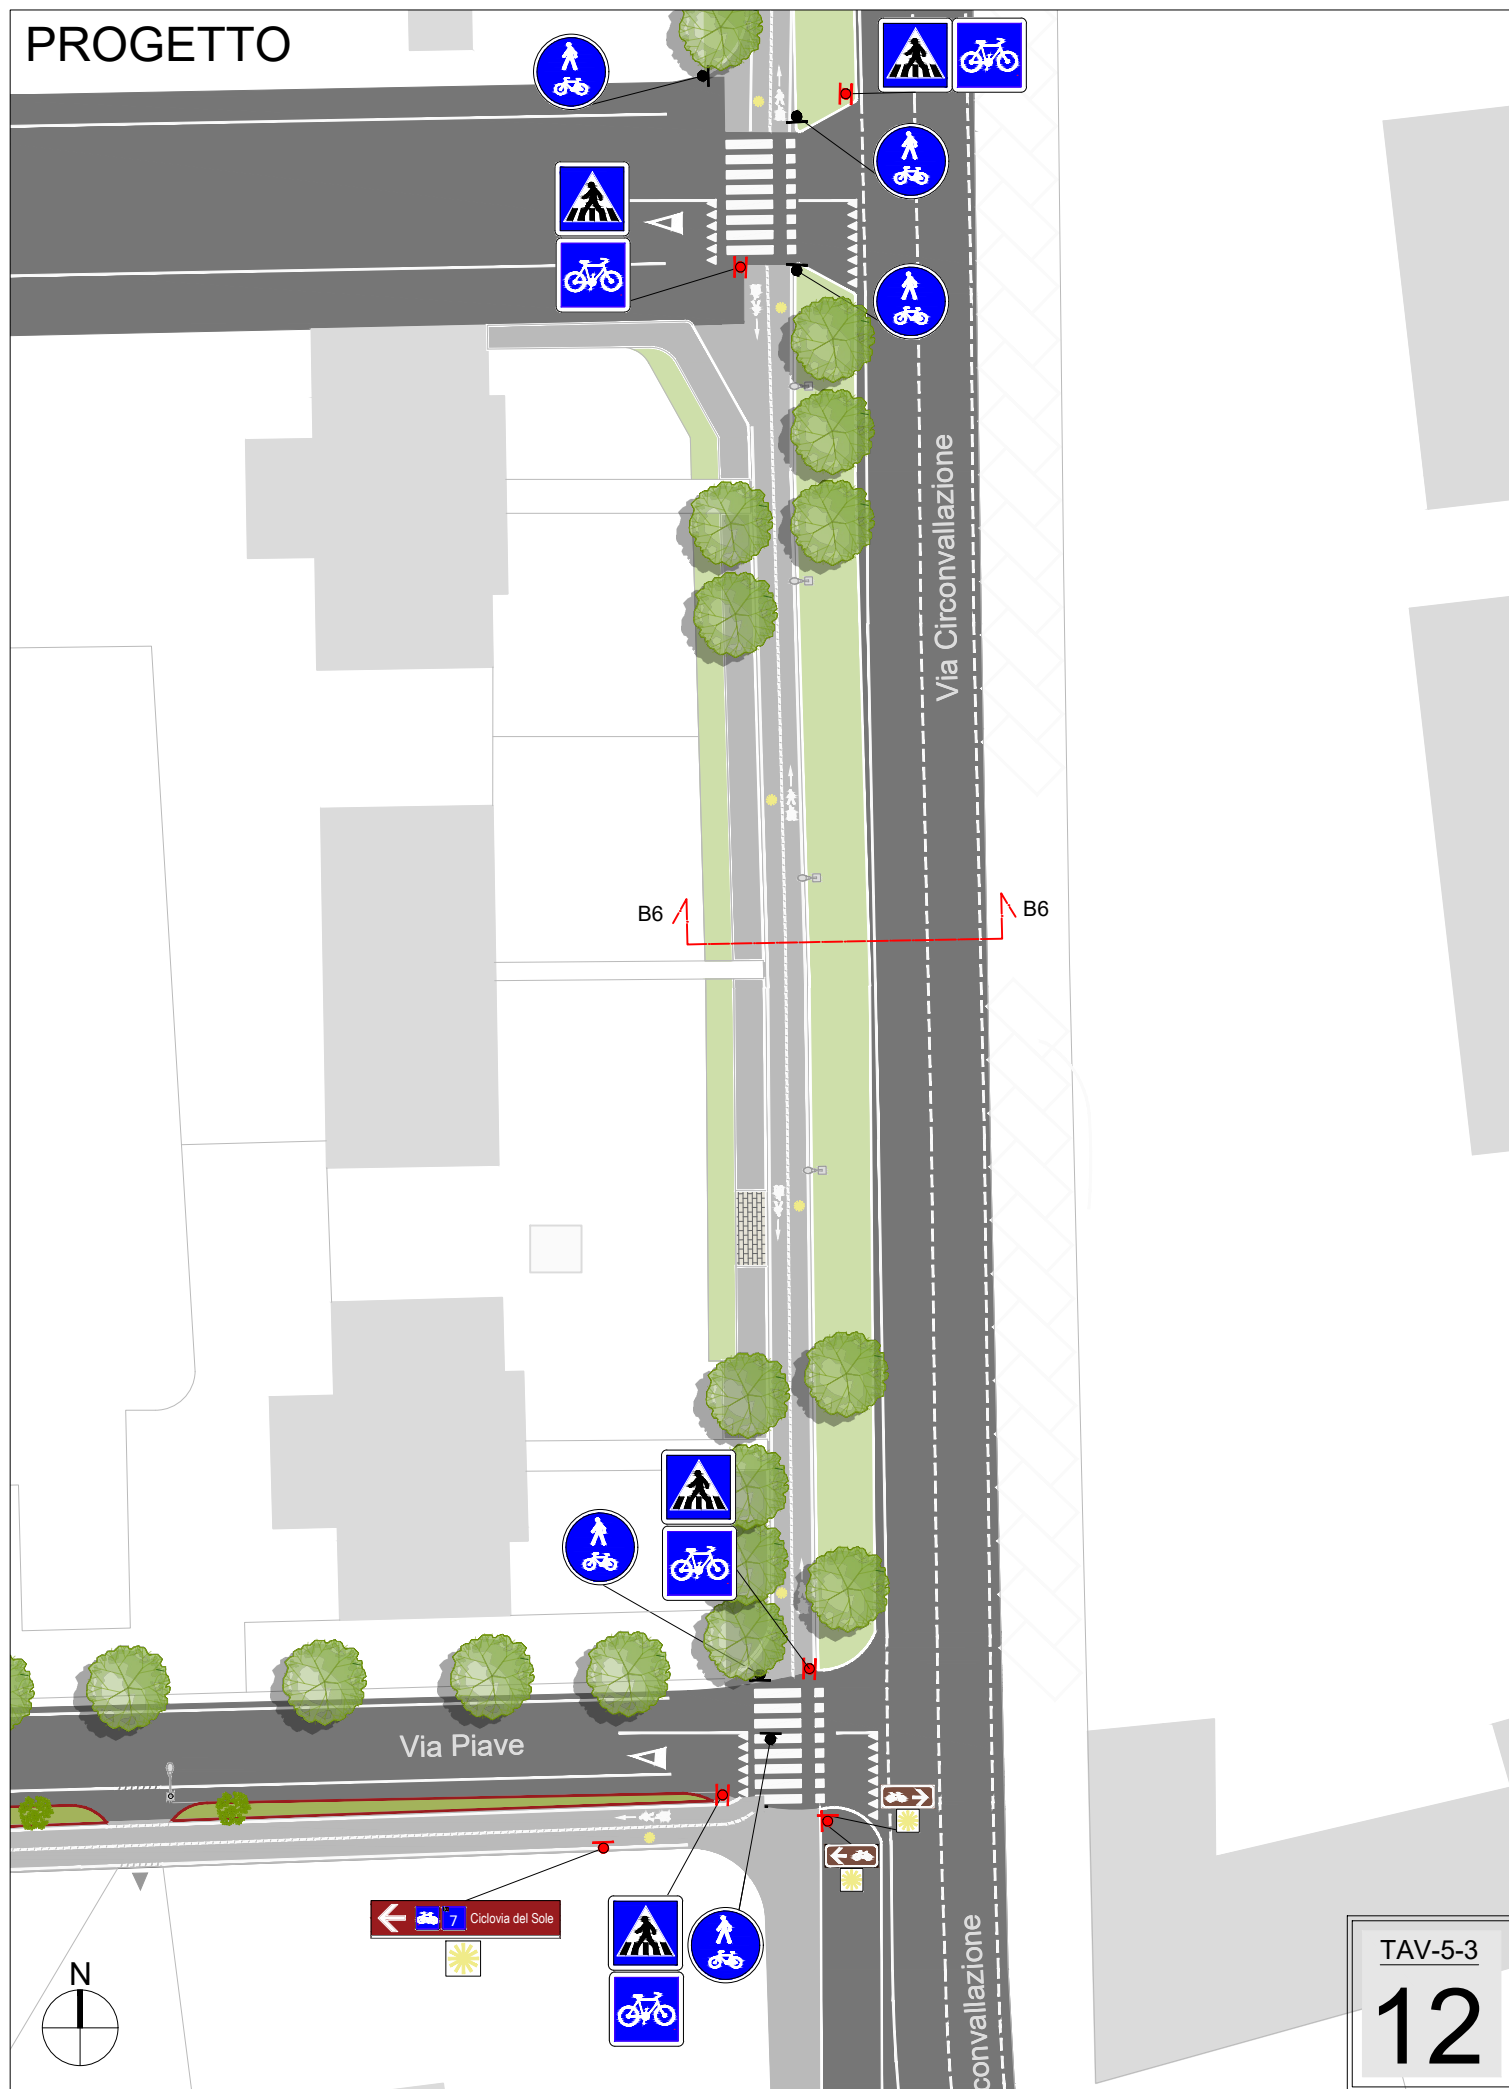 PROGETTO
Via Circonvallazione
B6
B6
Via Piave
7 Ciclovia del Sole
N
convallazione
TAV-5-3
12